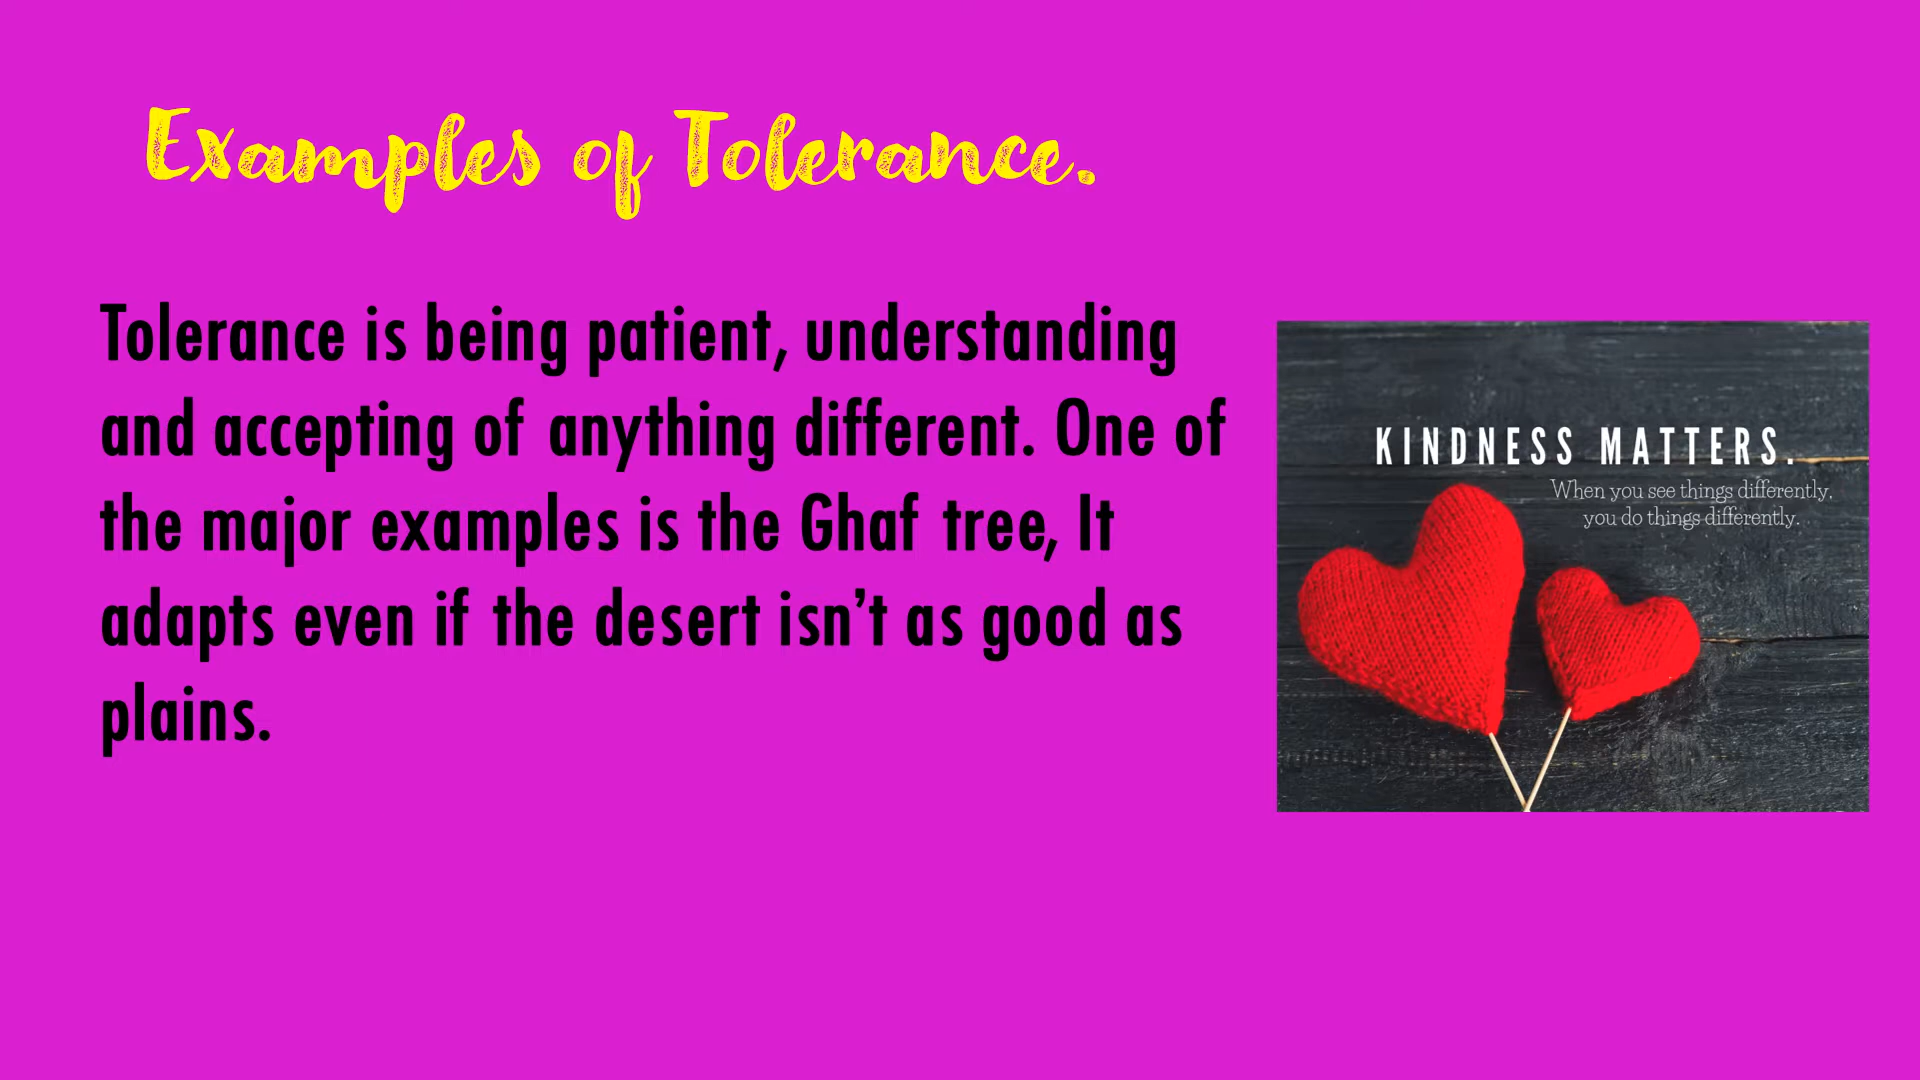 Examples of Tolerance.
Tolerance is being patient, understanding
and accepting of anything different. One of
the major examples is the Ghaf tree, It
adapts even if the desert isn’t as good as
plains.
KINDNESS MATTERS.
When you see things differently,
you do things differently.